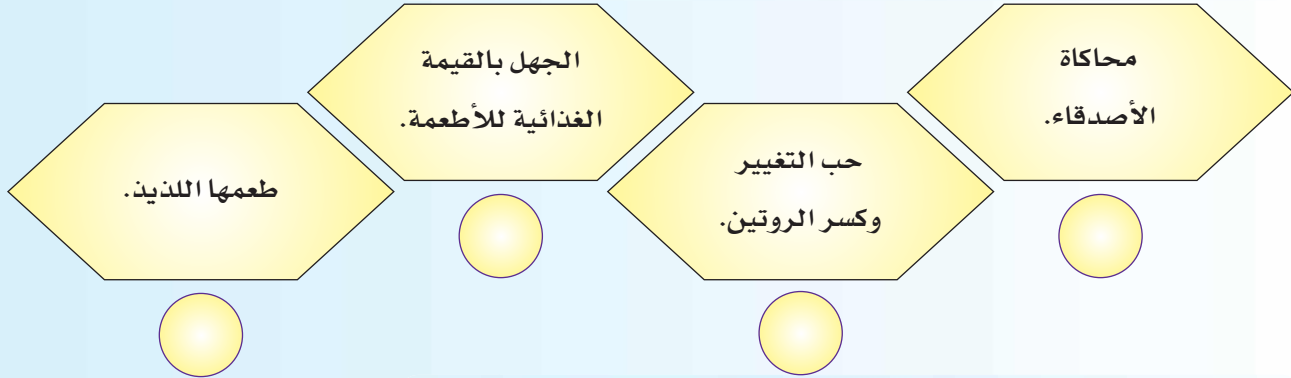 محاكاة
الأصدقاء.
حب التغيير
وكسر الروتين.
الجهل بالقيمة
الغذائية للأطعمة.
طعمها اللذيذ.